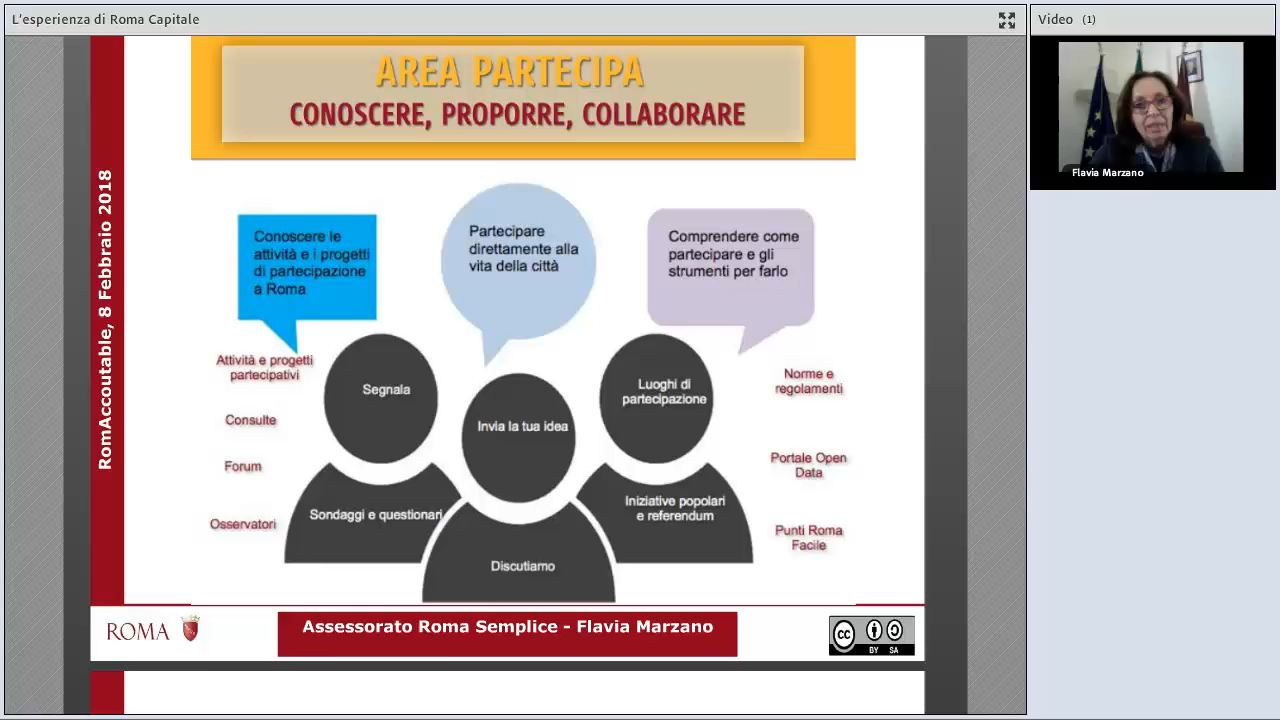 L'esperienza di Roma Capitale
Video (1)
Flavia Marzano
RomAccoutable, 8 Febbraio 2018
AREA PARTECIPA
CONOSCERE, PROPORRE, COLLABORARE
Conoscere le
attività e i progetti
di partecipazione
a Roma
Partecipare
direttamente alla
vita della città
Comprendere come
partecipare e gli
strumenti per farlo
Attività e progetti
partecipativi
Consulte
Forum
Osservatori
Segnala
Sondaggi e questionari
Invia la tua idea
Discutiamo
Luoghi di
partecipazione
Iniziative popolari
e referendum
Norme e
regolamenti
Portale Open
Data
Punti Roma
Facile
ROMA
Assessorato Roma Semplice - Flavia Marzano
cc
BY SA